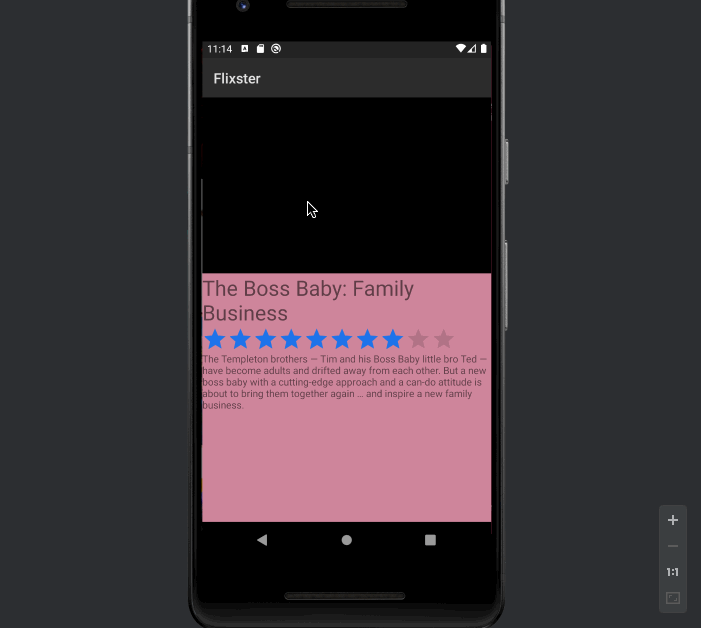 11:14
Flixster
The Boss Baby: Family
Business
The Templeton brothers — Tim and his Boss Baby little bro Ted —
have become adults and drifted away from each other. But a new
boss baby with a cutting-edge approach and a can-do attitude is
about to bring them together again … and inspire a new family
business.
1:1